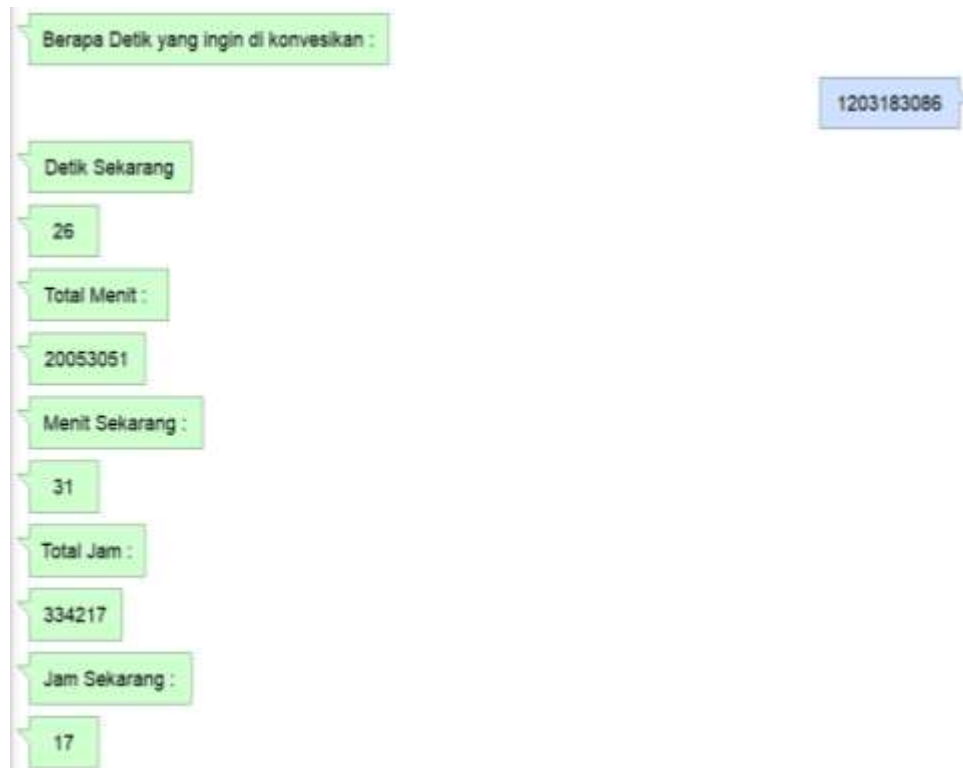 Berapa Detik yang ingin di konvesikan :
1203183086
Detik Sekarang
26
Total Menit :
20053051
Menit Sekarang :
31
Total Jam :
334217
Jam Sekarang :
17